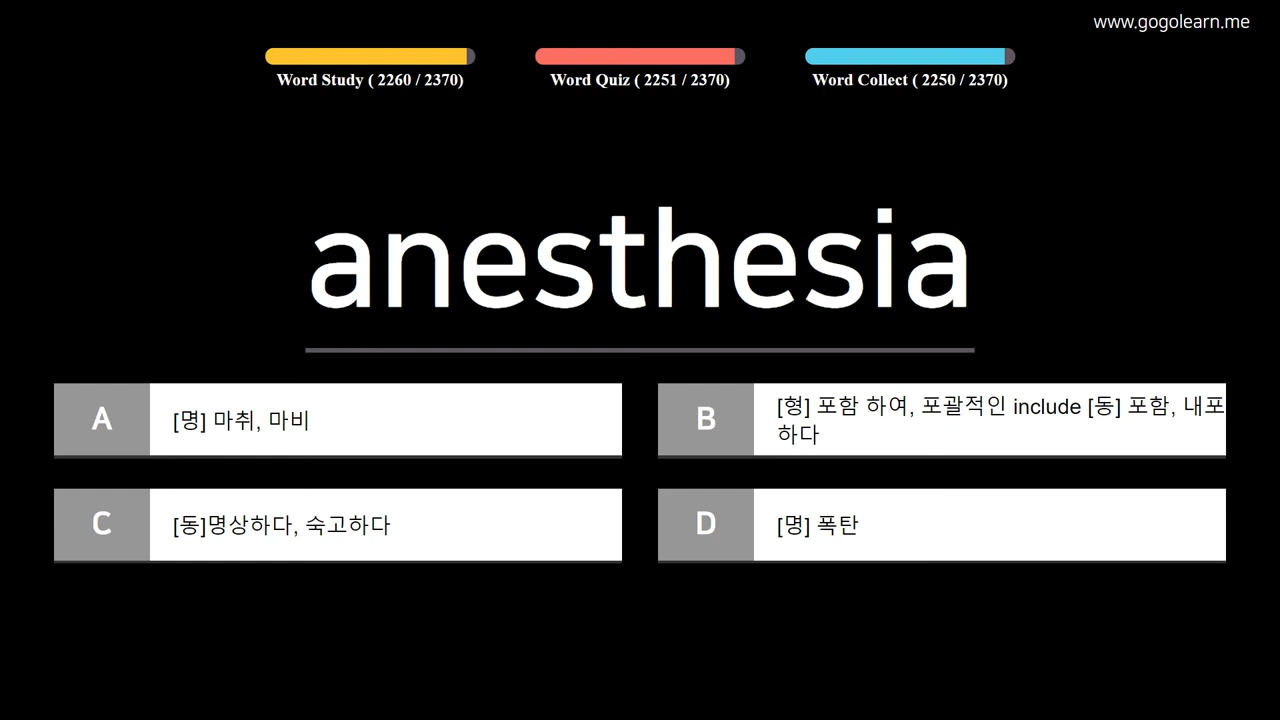 www.gogolearn.me
Word Study ( 2260 / 2370)
Word Quiz ( 2251 / 2370)
Word Collect ( 2250 / 2370)
anesthesia
A
[명] 마취, 마비
B
[형] 포함 하여, 포괄적인 include [동] 포함, 내포
하다
C
[동]명상하다, 숙고하다
D
[명] 폭탄